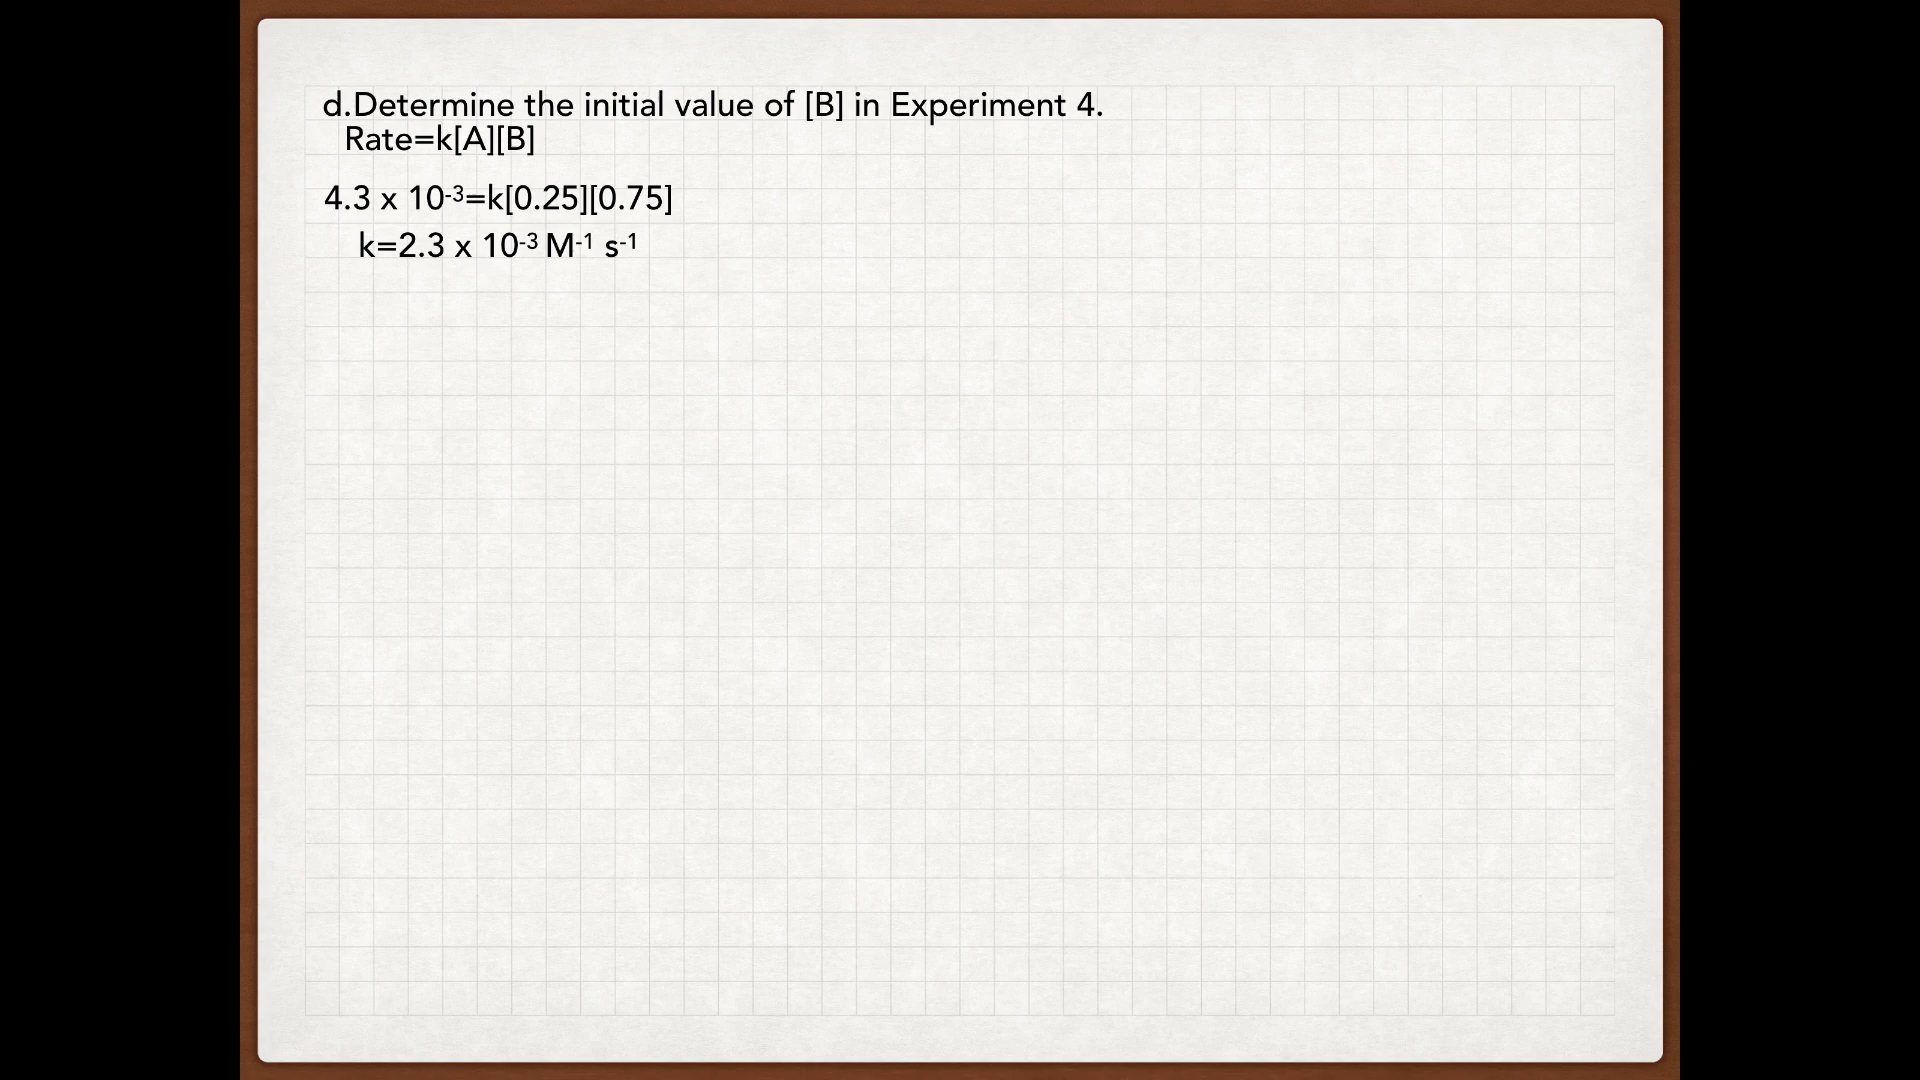 d.Determine the initial value of [B] in Experiment 4.
Rate=k[A][B]
4.3 x 10⁻³=k[0.25][0.75]
k=2.3 x 10⁻³ M⁻¹ s⁻¹